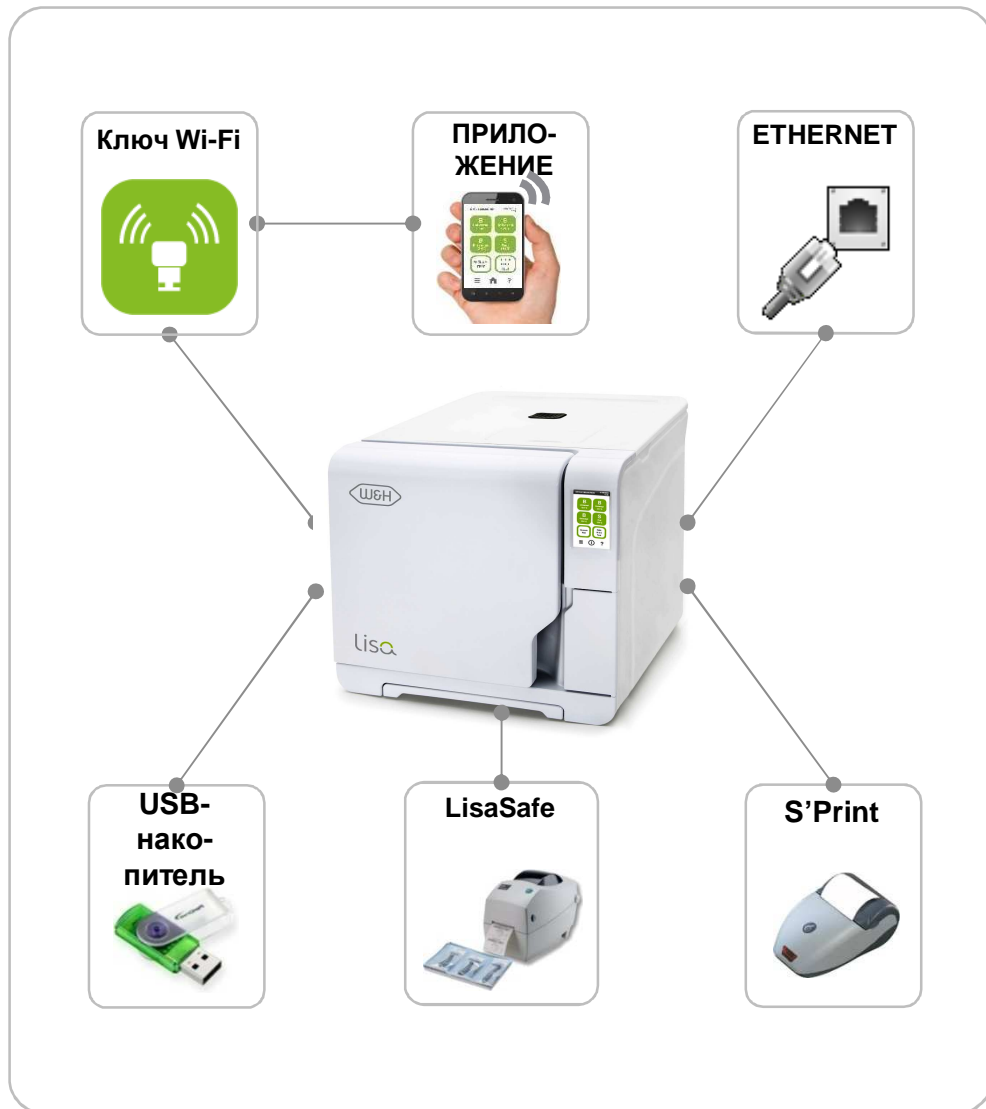 Ключ Wi-Fi
ПРИЛО-
ЖЕНИЕ
ETHERNET
W&H
Lisa
USB-
нако-
питель
LisaSafe
S’Print